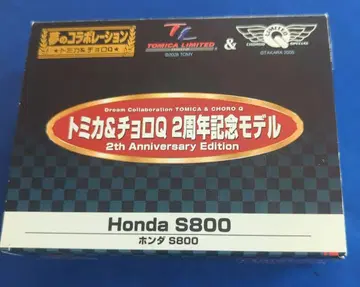 夢のコラボレーション
★トミカ&チョロQ★
TL
TOMICA LIMITED
©2005 TOMY
&
LIMITED
Q
©TAKARA 2005
Dream Collaboration TOMICA & CHORO Q
トミカ&チョロQ 2周年記念モデル
2th Anniversary Edition
Honda S800
ホンダ S800